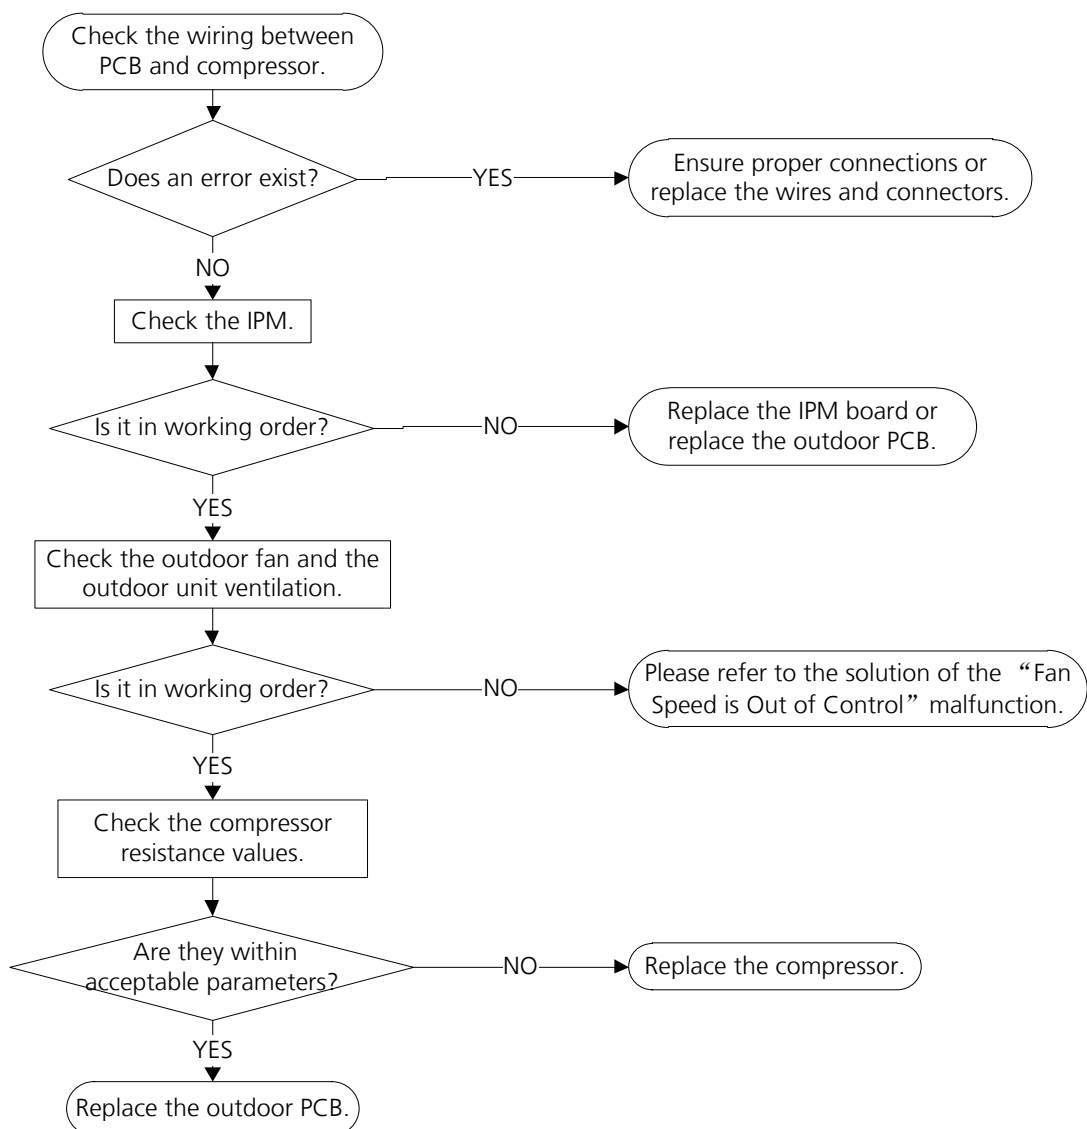 Check the wiring between
PCB and compressor.
Does an error exist?
YES
Ensure proper connections or
replace the wires and connectors.
NO
Check the IPM.
Is it in working order?
NO
Replace the IPM board or
replace the outdoor PCB.
YES
Check the outdoor fan and the
outdoor unit ventilation.
Is it in working order?
NO
Please refer to the solution of the “Fan
Speed is Out of Control” malfunction.
YES
Check the compressor
resistance values.
Are they within
acceptable parameters?
NO
Replace the compressor.
YES
Replace the outdoor PCB.